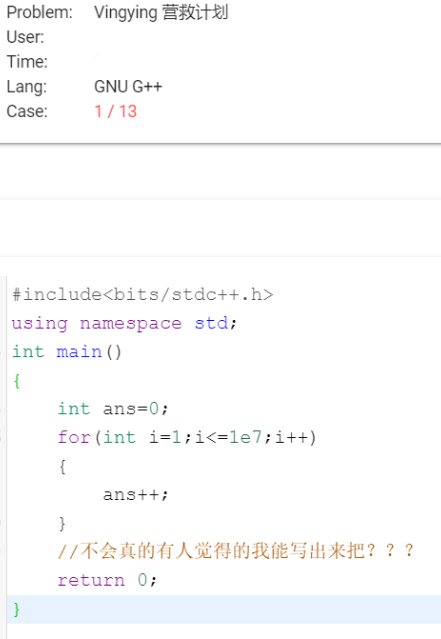 Problem: Vingying 营救计划
User:
Time:
Lang: GNU G++
Case: 1 / 13
#include<bits/stdc++.h>
using namespace std;
int main()
{
int ans=0;
for(int i=1;i<=1e7;i++)
{
ans++;
}
//不会真的有人觉得的我能写出来把？？？
return 0;
}